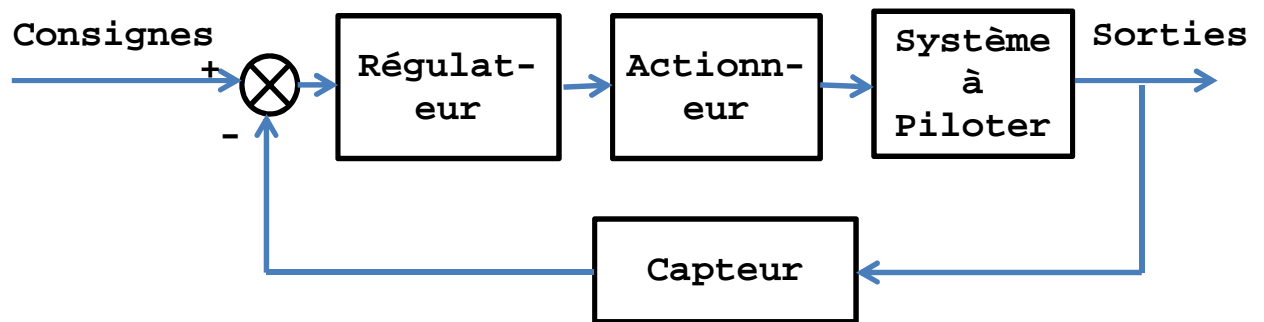 Consignes
+
-
Régulat-
eur
Actionn-
eur
Système
à
Piloter
Sorties
Capteur